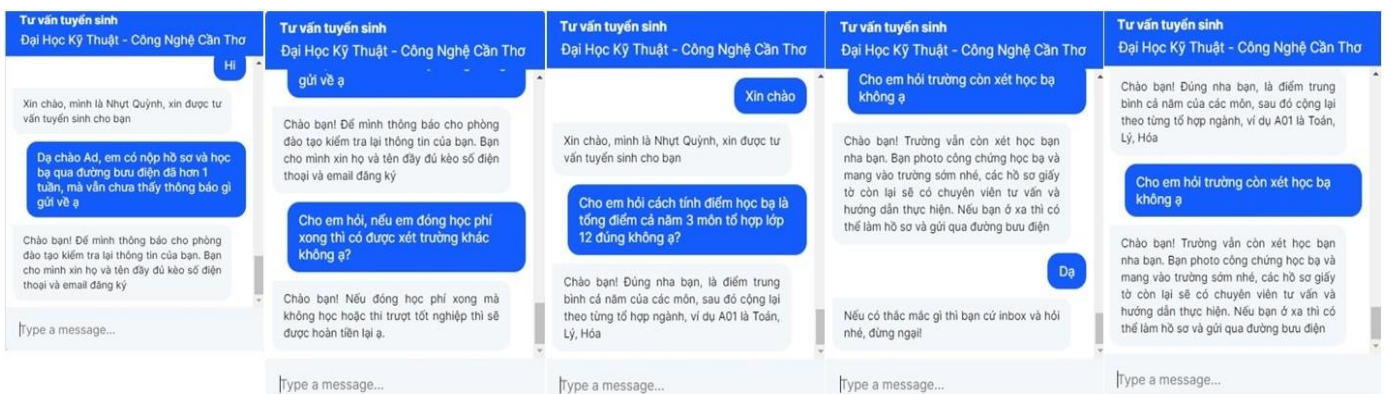 Tư vấn tuyển sinh
Đại Học Kỹ Thuật - Công Nghệ Cần Thơ
Hi
Xin chào, mình là Nhựt Quỳnh, xin được tư
vấn tuyển sinh cho bạn
Dạ chào Ad, em có nộp hồ sơ và học
bạ qua đường bưu điện đã hơn 1
tuần, mà vẫn chưa thấy thông báo gì
gửi về ạ
Chào bạn! Để mình thông báo cho phòng
đào tạo kiểm tra lại thông tin của bạn. Bạn
cho mình xin họ và tên đầy đủ kèo số điện
thoại và email đăng ký
Type a message...
Tư vấn tuyển sinh
Đại Học Kỹ Thuật - Công Nghệ Cần Thơ
gửi về ạ
Chào bạn! Để mình thông báo cho phòng
đào tạo kiểm tra lại thông tin của bạn. Bạn
cho mình xin họ và tên đầy đủ kèo số điện
thoại và email đăng ký
Cho em hỏi, nếu em đóng học phí
xong thì có được xét trường khác
không ạ?
Chào bạn! Nếu đóng học phí xong mà
không học hoặc thi trượt tốt nghiệp thì sẽ
được hoàn tiền lại ạ.
Type a message...
Tư vấn tuyển sinh
Đại Học Kỹ Thuật - Công Nghệ Cần Thơ
Xin chào
Xin chào, mình là Nhựt Quỳnh, xin được tư
vấn tuyển sinh cho bạn
Cho em hỏi cách tính điểm học bạ là
tổng điểm cả năm 3 môn tổ hợp lớp
12 đúng không ạ?
Chào bạn! Đúng nha bạn, là điểm trung
bình cả năm của các môn, sau đó cộng lại
theo từng tổ hợp ngành, ví dụ A01 là Toán,
Lý, Hóa
Type a message...
Tư vấn tuyển sinh
Đại Học Kỹ Thuật - Công Nghệ Cần Thơ
Cho em hỏi trường còn xét học bạ
không ạ
Chào bạn! Trường vẫn còn xét học bạn
nha bạn. Bạn photo công chứng học bạ và
mang vào trường sớm nhé, các hồ sơ giấy
tờ còn lại sẽ có chuyên viên tư vấn và
hướng dẫn thực hiện. Nếu bạn ở xa thì có
thể làm hồ sơ và gửi qua đường bưu điện
Dạ
Nếu có thắc mắc gì thì bạn cứ inbox và hỏi
nhé, đừng ngại!
Type a message...
Tư vấn tuyển sinh
Đại Học Kỹ Thuật - Công Nghệ Cần Thơ
Chào bạn! Đúng nha bạn, là điểm trung
bình cả năm của các môn, sau đó cộng lại
theo từng tổ hợp ngành, ví dụ A01 là Toán,
Lý, Hóa
Cho em hỏi trường còn xét học bạ
không ạ
Chào bạn! Trường vẫn còn xét học bạn
nha bạn. Bạn photo công chứng học bạ và
mang vào trường sớm nhé, các hồ sơ giấy
tờ còn lại sẽ có chuyên viên tư vấn và
hướng dẫn thực hiện. Nếu bạn ở xa thì có
thể làm hồ sơ và gửi qua đường bưu điện
Type a message...